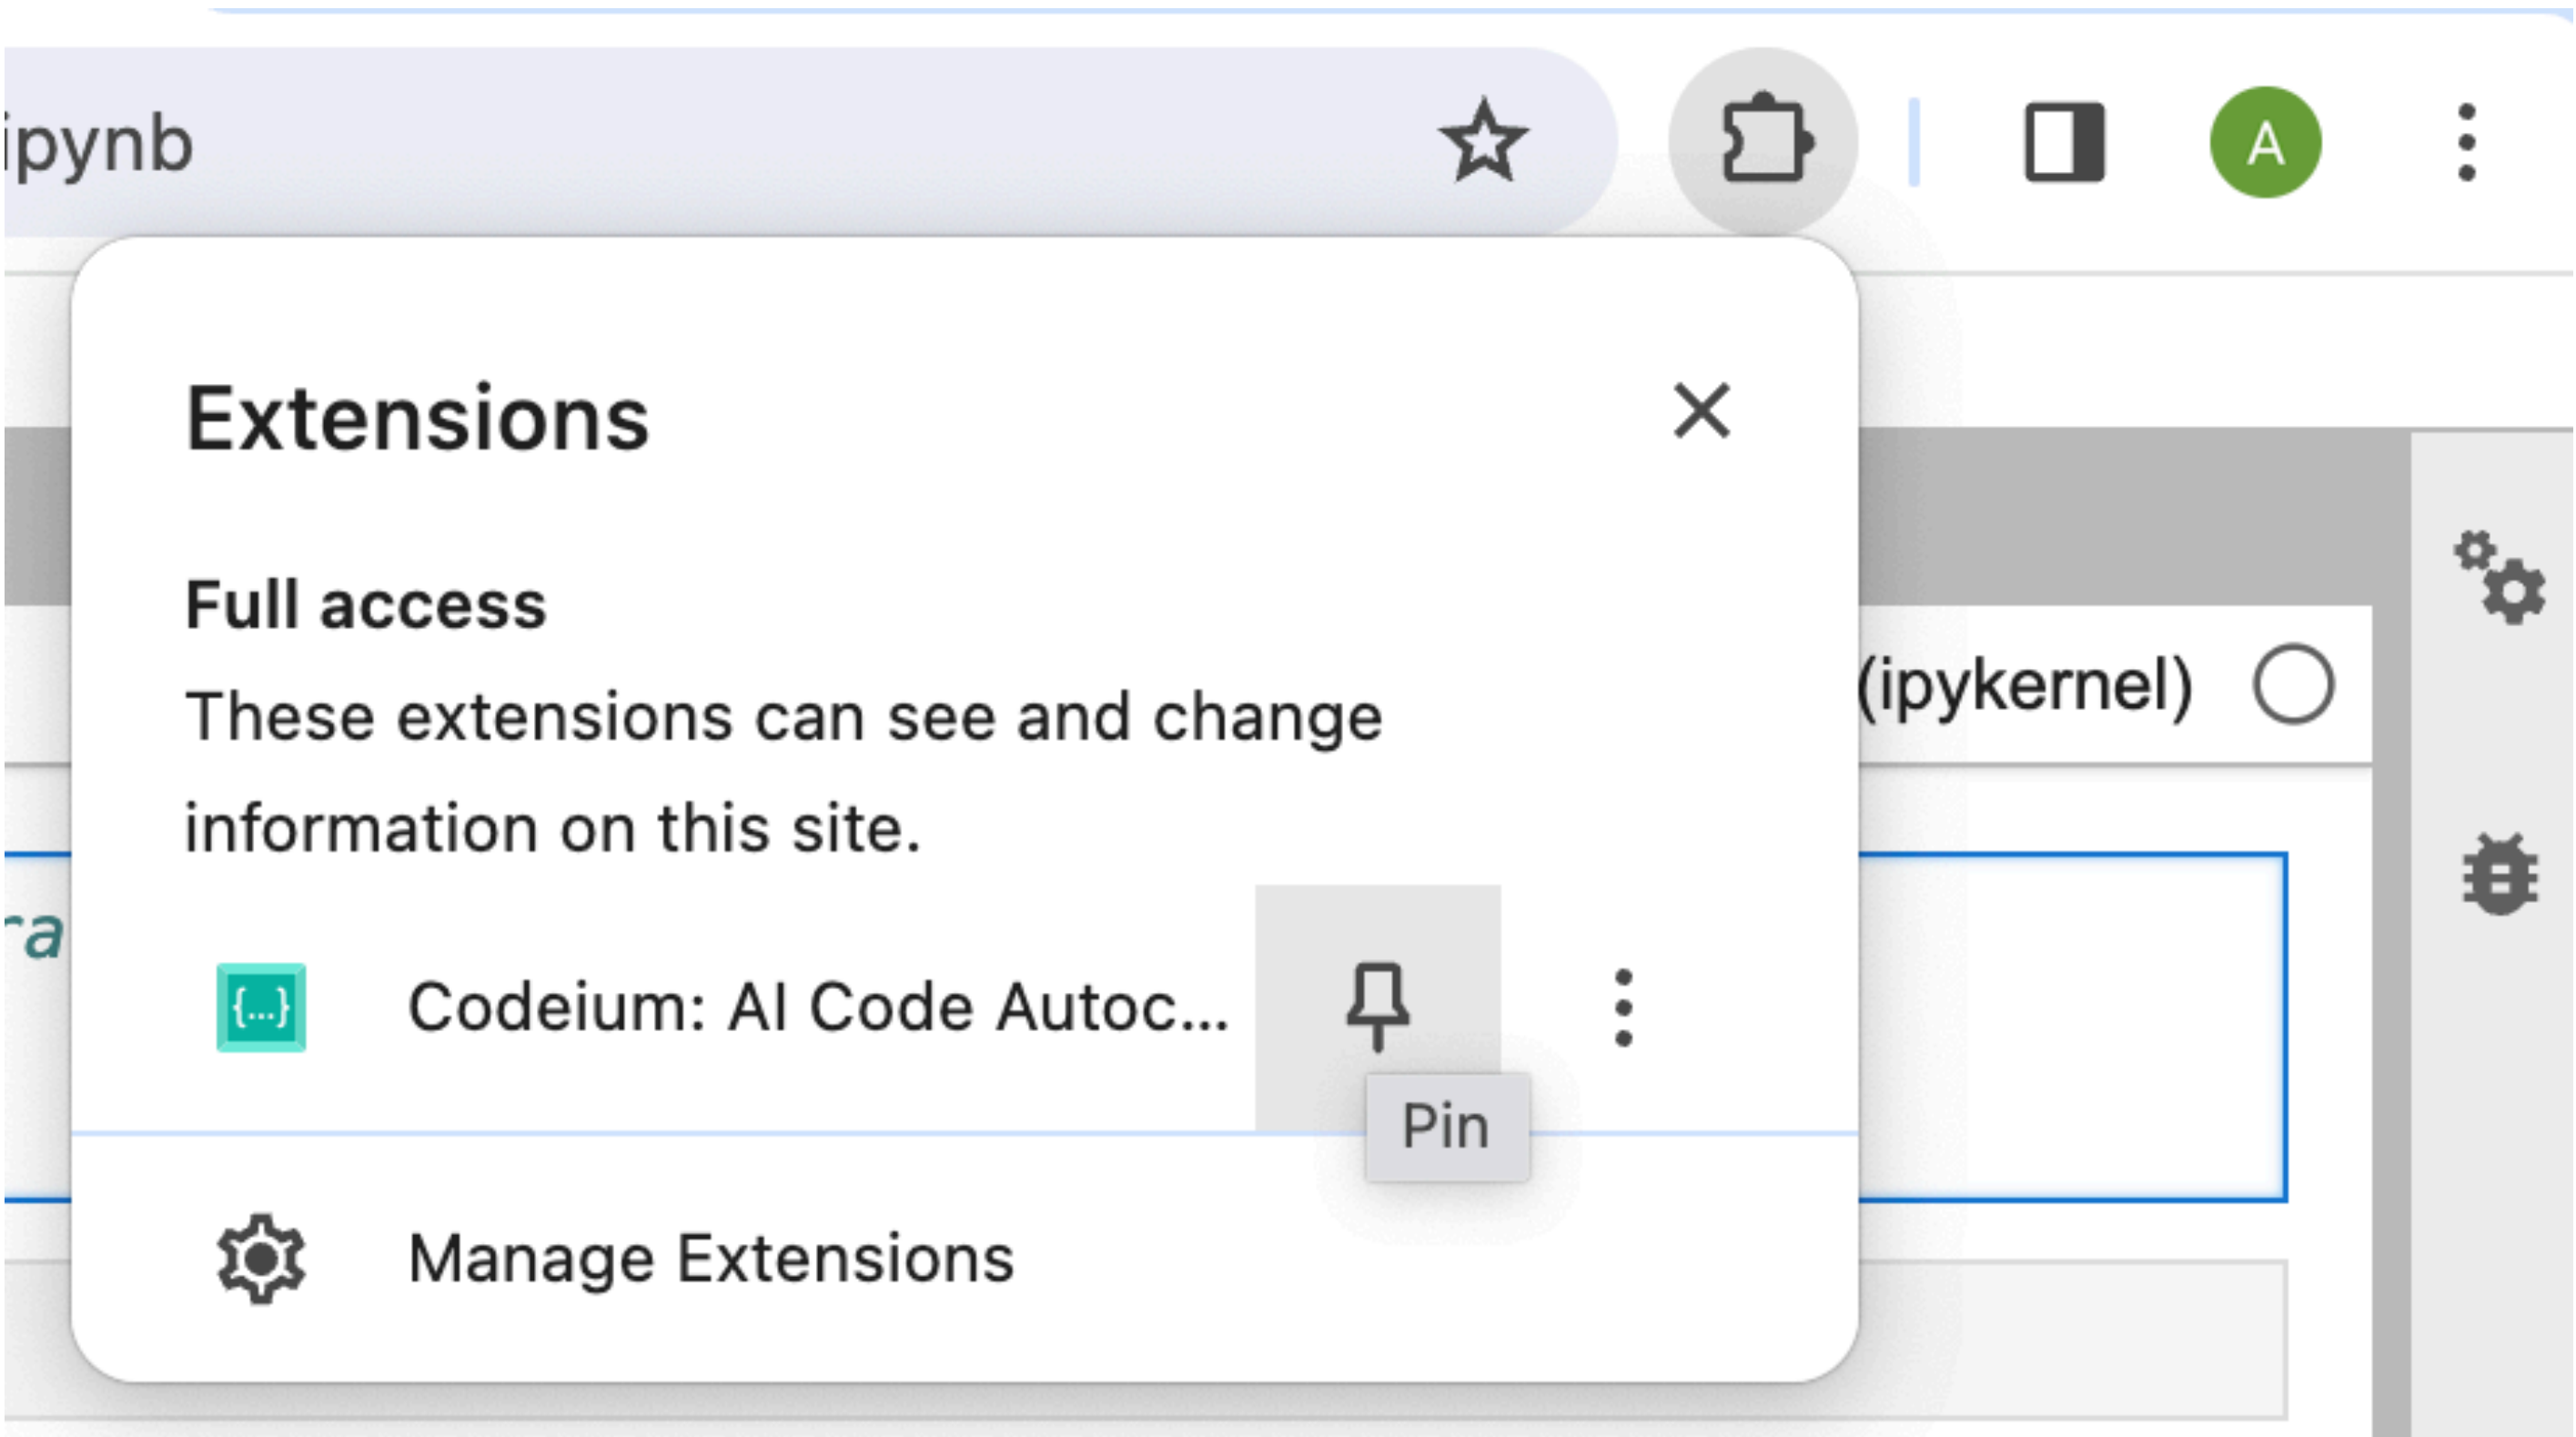 ipynb
A
Extensions
Full access
These extensions can see and change
information on this site.
(ipykernel)
ra
{...} Codeium: AI Code Autoc...
Pin
Manage Extensions